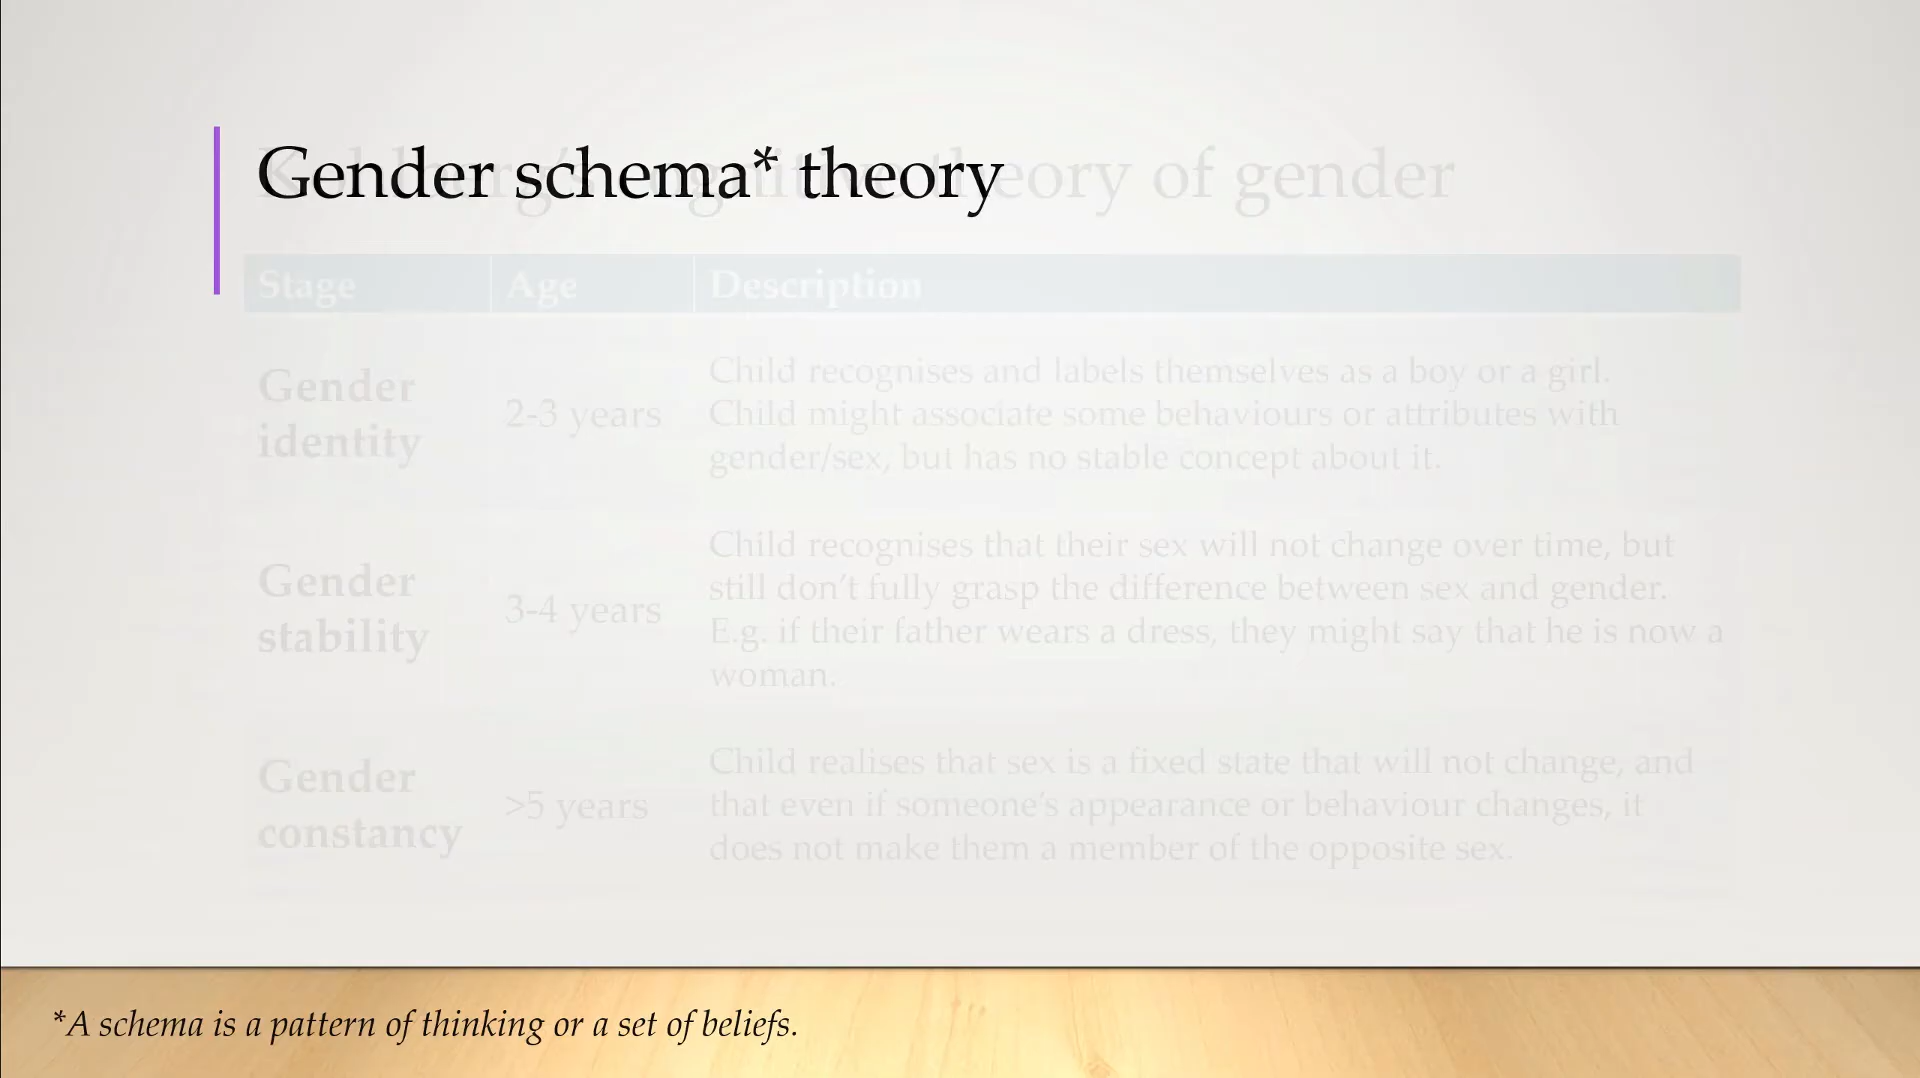 Gender schema* theory
theory of gender
Stage Age Description
Gender
identity
2-3 years
Child recognises and labels themselves as a boy or a girl.
Child might associate some behaviours or attributes with
gender/sex, but has no stable concept about it.
Gender
stability
3-4 years
Child recognises that their sex will not change over time, but
still don’t fully grasp the difference between sex and gender.
E.g. if their father wears a dress, they might say that he is now a
woman.
Gender
constancy
>5 years
Child realises that sex is a fixed state that will not change, and
that even if someone’s appearance or behaviour changes, it
does not make them a member of the opposite sex.
*A schema is a pattern of thinking or a set of beliefs.